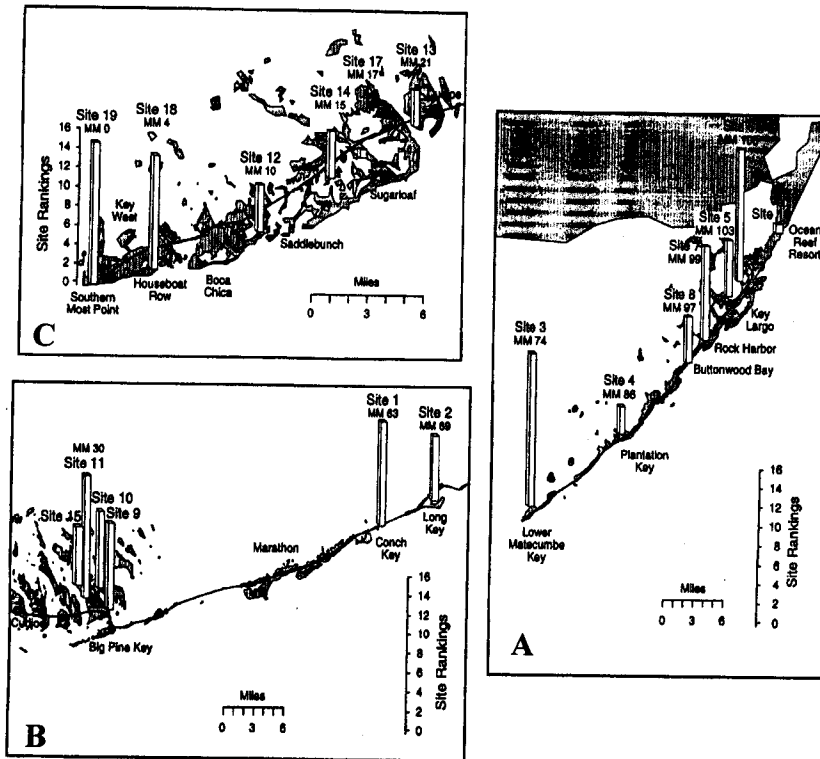 Site 13
MM 21
Site 17
MM 17
Site 14
MM 15
Site 19
MM 0
Site 18
MM 4
Site 12
MM 10
Site Rankings
16
14
12
10
8
6
4
2
0
Key
West
Sugarloaf
Saddlebunch
Boca
Chica
Houseboat
Row
Southern
Most Point
Miles
0 3 6
C
Site 1
MM 63
Site 2
MM 69
MM 30
Site 11
Site 10
Site 9
Site 15
Marathon
Conch
Key
Long
Key
Big Pine Key
Miles
0 3 6
16
14
12
10
8
6
4
2
0
Site Rankings
B
Site 5
MM 103
Site
Ocean
Reef
Resort
Site
MM 99
Site 8
MM 97
Key
Largo
Rock Harbor
Buttonwood Bay
Site 3
MM 74
Site 4
MM 86
Plantation
Key
Lower
Matecumbe
Key
Miles
0 2 4 6
16
14
12
10
8
6
4
2
0
Site Rankings
A